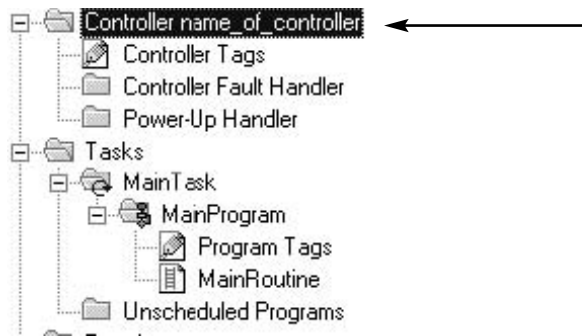 Controller name_of_controller
Controller Tags
Controller Fault Handler
Power-Up Handler
Tasks
MainTask
MainProgram
Program Tags
MainRoutine
Unscheduled Programs